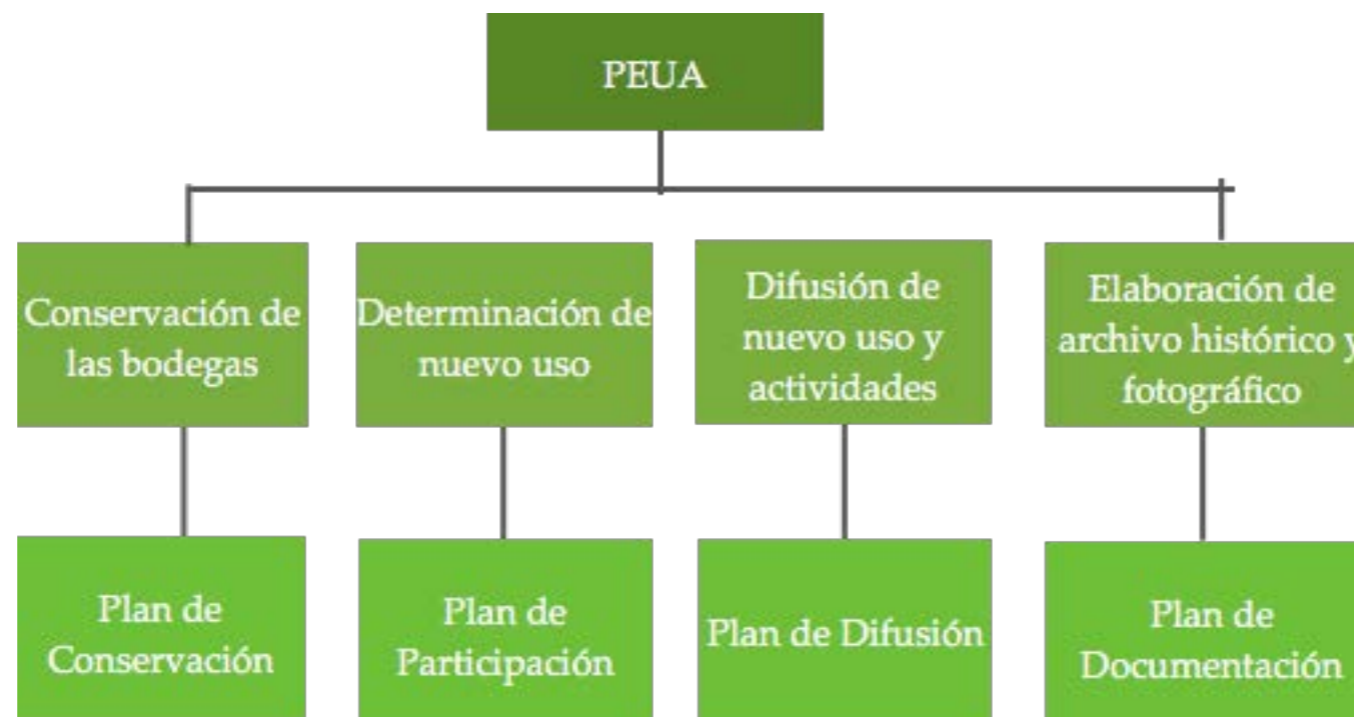 PEUA
Conservación de
las bodegas
Determinación de
nuevo uso
Difusión de
nuevo uso y
actividades
Elaboración de
archivo histórico y
fotográfico
Plan de
Conservación
Plan de
Participación
Plan de Difusión
Plan de
Documentación